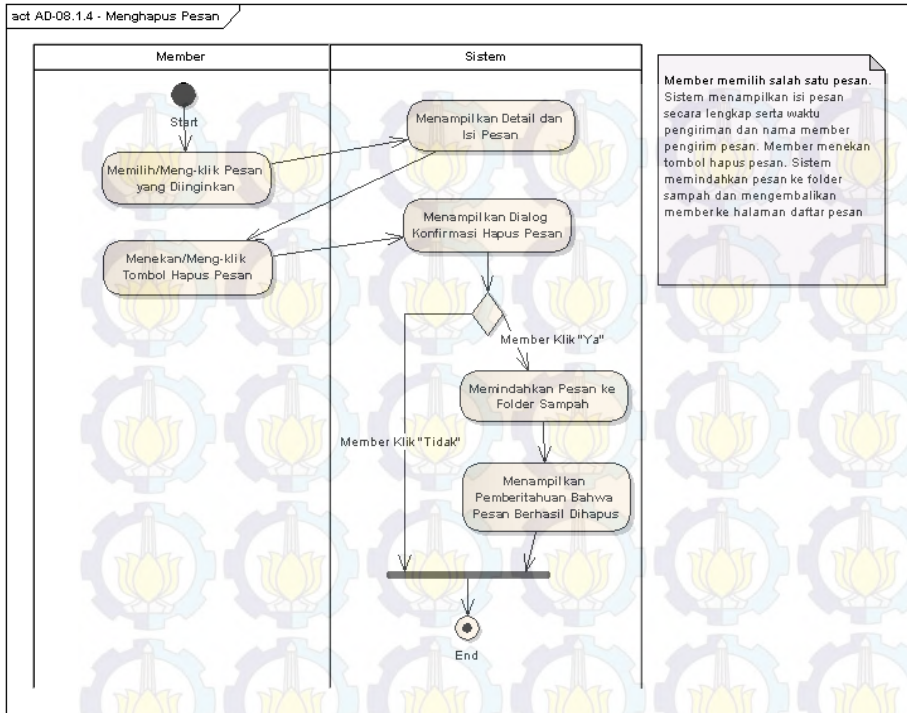 act AD-08.1.4 - Menghapus Pesan
Member
Sistem
Start
Memilih/Meng-klik Pesan
yang Diinginkan
Menampilkan Detail dan
Isi Pesan
Menekan/Meng-klik
Tombol Hapus Pesan
Menampilkan Dialog
Konfirmasi Hapus Pesan
Member Klik "Ya"
Memindahkan Pesan ke
Folder Sampah
Member Klik "Tidak"
Menampilkan
Pemberitahuan Bahwa
Pesan Berhasil Dihapus
End
Member memilih salah satu pesan.
Sistem menampilkan isi pesan
secara lengkap serta waktu
pengiriman dan nama member
pengirim pesan. Member menekan
tombol hapus pesan. Sistem
memindahkan pesan ke folder
sampah dan mengembalikan
member ke halaman daftar pesan